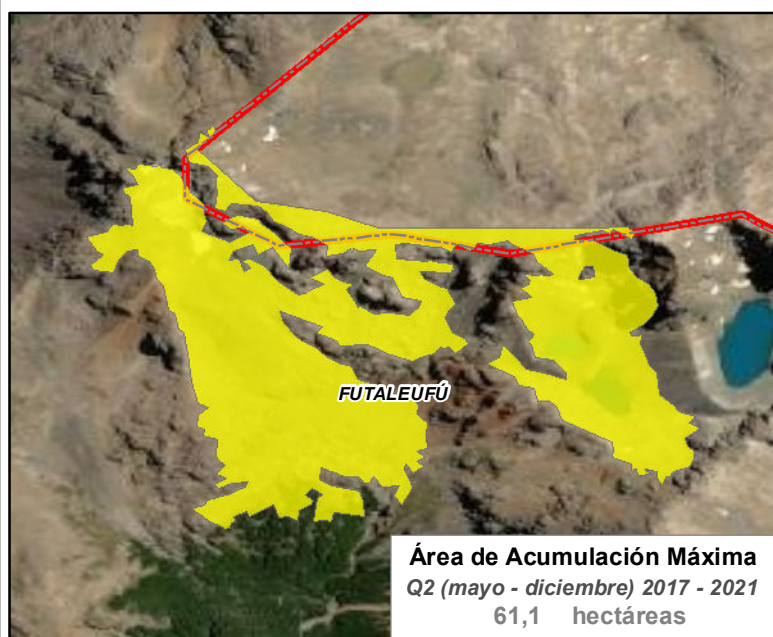 FUTALEUFÚ
Área de Acumulación Máxima
Q2 (mayo - diciembre) 2017 - 2021
61,1 hectáreas